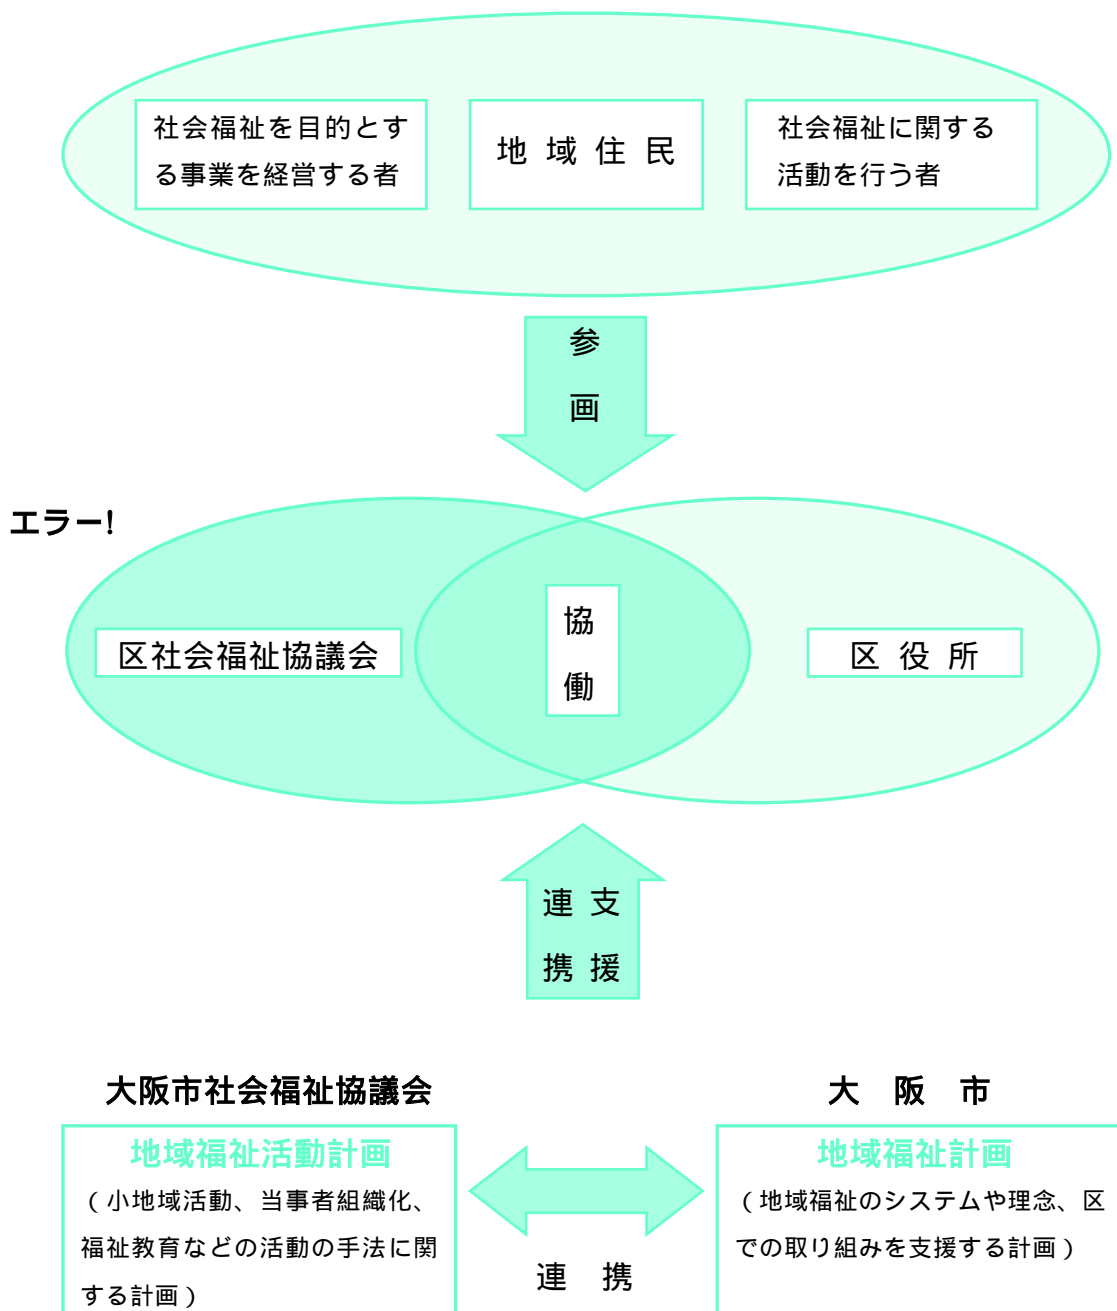 社会福祉を目的とす
る事業を経営する者
地域住民
社会福祉に関する
活動を行う者
参
画
エラー!
区社会福祉協議会
協
働
区役所
連 支
携 援
大阪市社会福祉協議会
大 阪 市
地域福祉活動計画
(小地域活動、当事者組織化、
福祉教育などの活動の手法に関
する計画)
連 携
地域福祉計画
(地域福祉のシステムや理念、区
での取り組みを支援する計画)